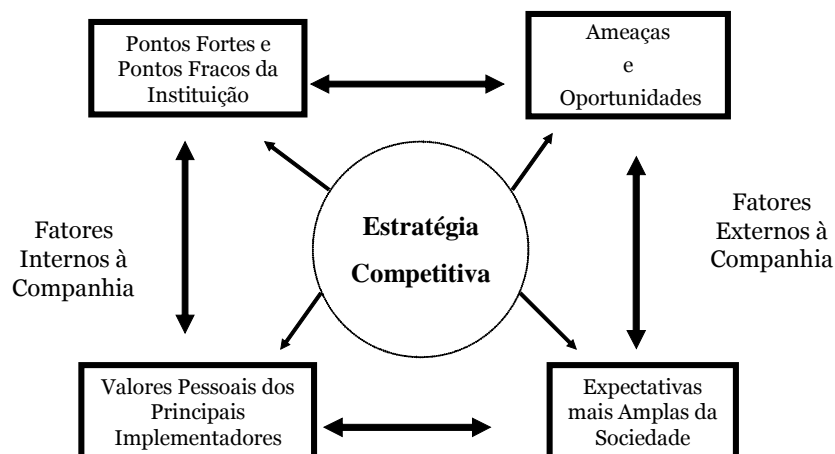 Pontos Fortes e
Pontos Fracos da
Instituição
Ameaças
e
Oportunidades
Fatores
Internos à
Companhia
Estratégia
Competitiva
Fatores
Externos à
Companhia
Valores Pessoais dos
Principais
Implementadores
Expectativas
mais Amplas da
Sociedade